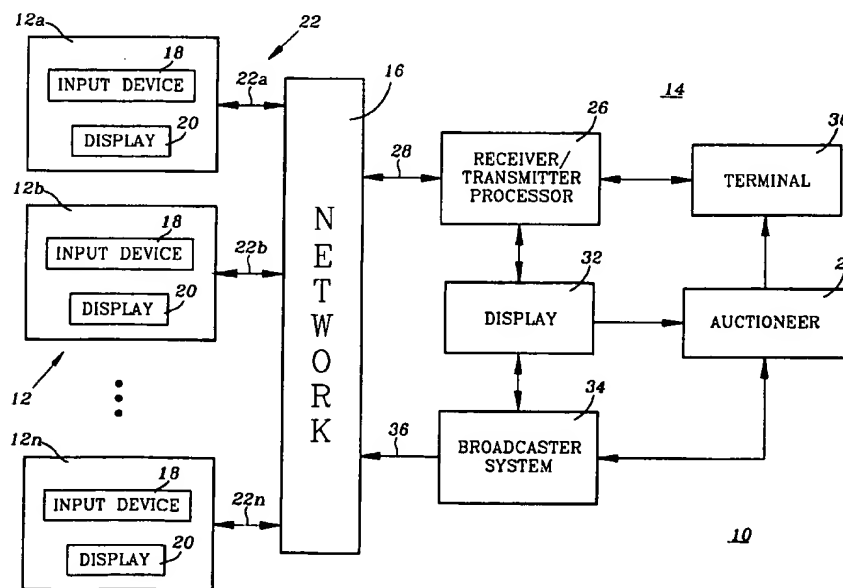 12a
18
INPUT DEVICE
20
DISPLAY
22
22a
12b
18
INPUT DEVICE
20
DISPLAY
22b
12
12n
18
INPUT DEVICE
20
DISPLAY
22n
16
NETWORK
28
36
14
26
RECEIVER/
TRANSMITTER
PROCESSOR
TERMINAL
32
DISPLAY
AUCTIONEER
34
BROADCASTER
SYSTEM
10